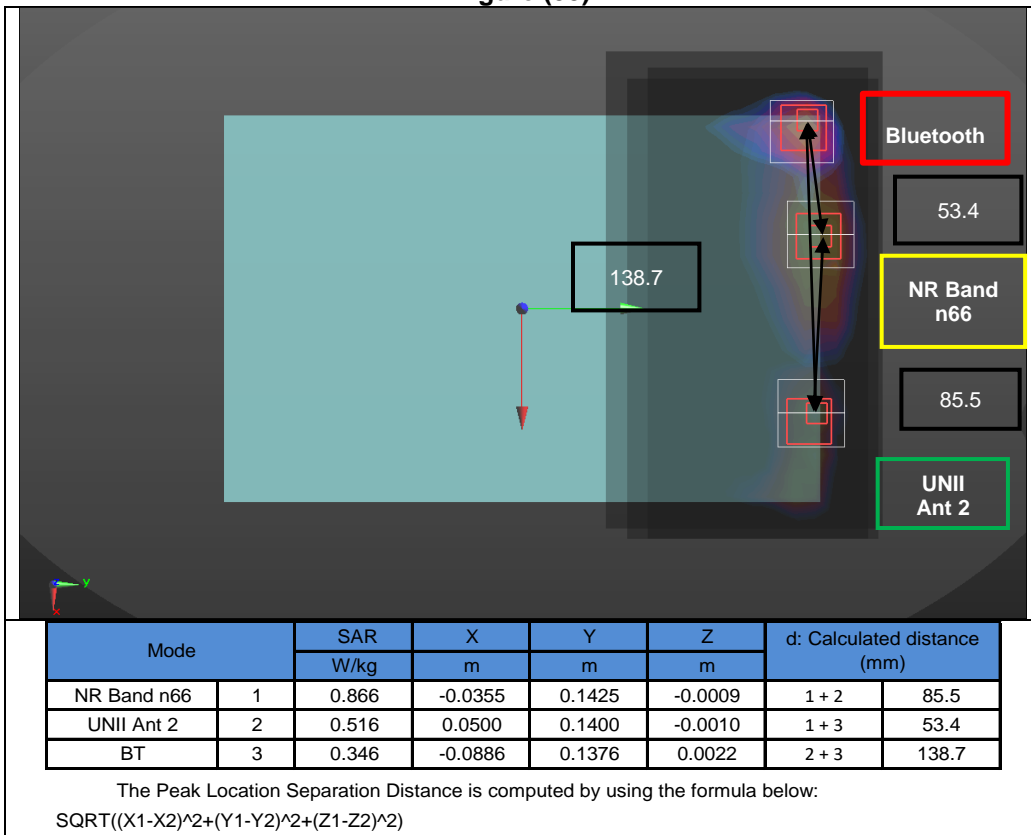 Bluetooth
53.4
138.7
NR Band
n66
85.5
UNII
Ant 2
y
x
Mode SAR X Y Z d: Calculated distance (mm)
W/kg m m m
NR Band n66 1 0.866 -0.0355 0.1425 -0.0009 1 + 2 85.5
UNII Ant 2 2 0.516 0.0500 0.1400 -0.0010 1 + 3 53.4
BT 3 0.346 -0.0886 0.1376 0.0022 2 + 3 138.7
The Peak Location Separation Distance is computed by using the formula below:
SQRT((X1-X2)^2+(Y1-Y2)^2+(Z1-Z2)^2)